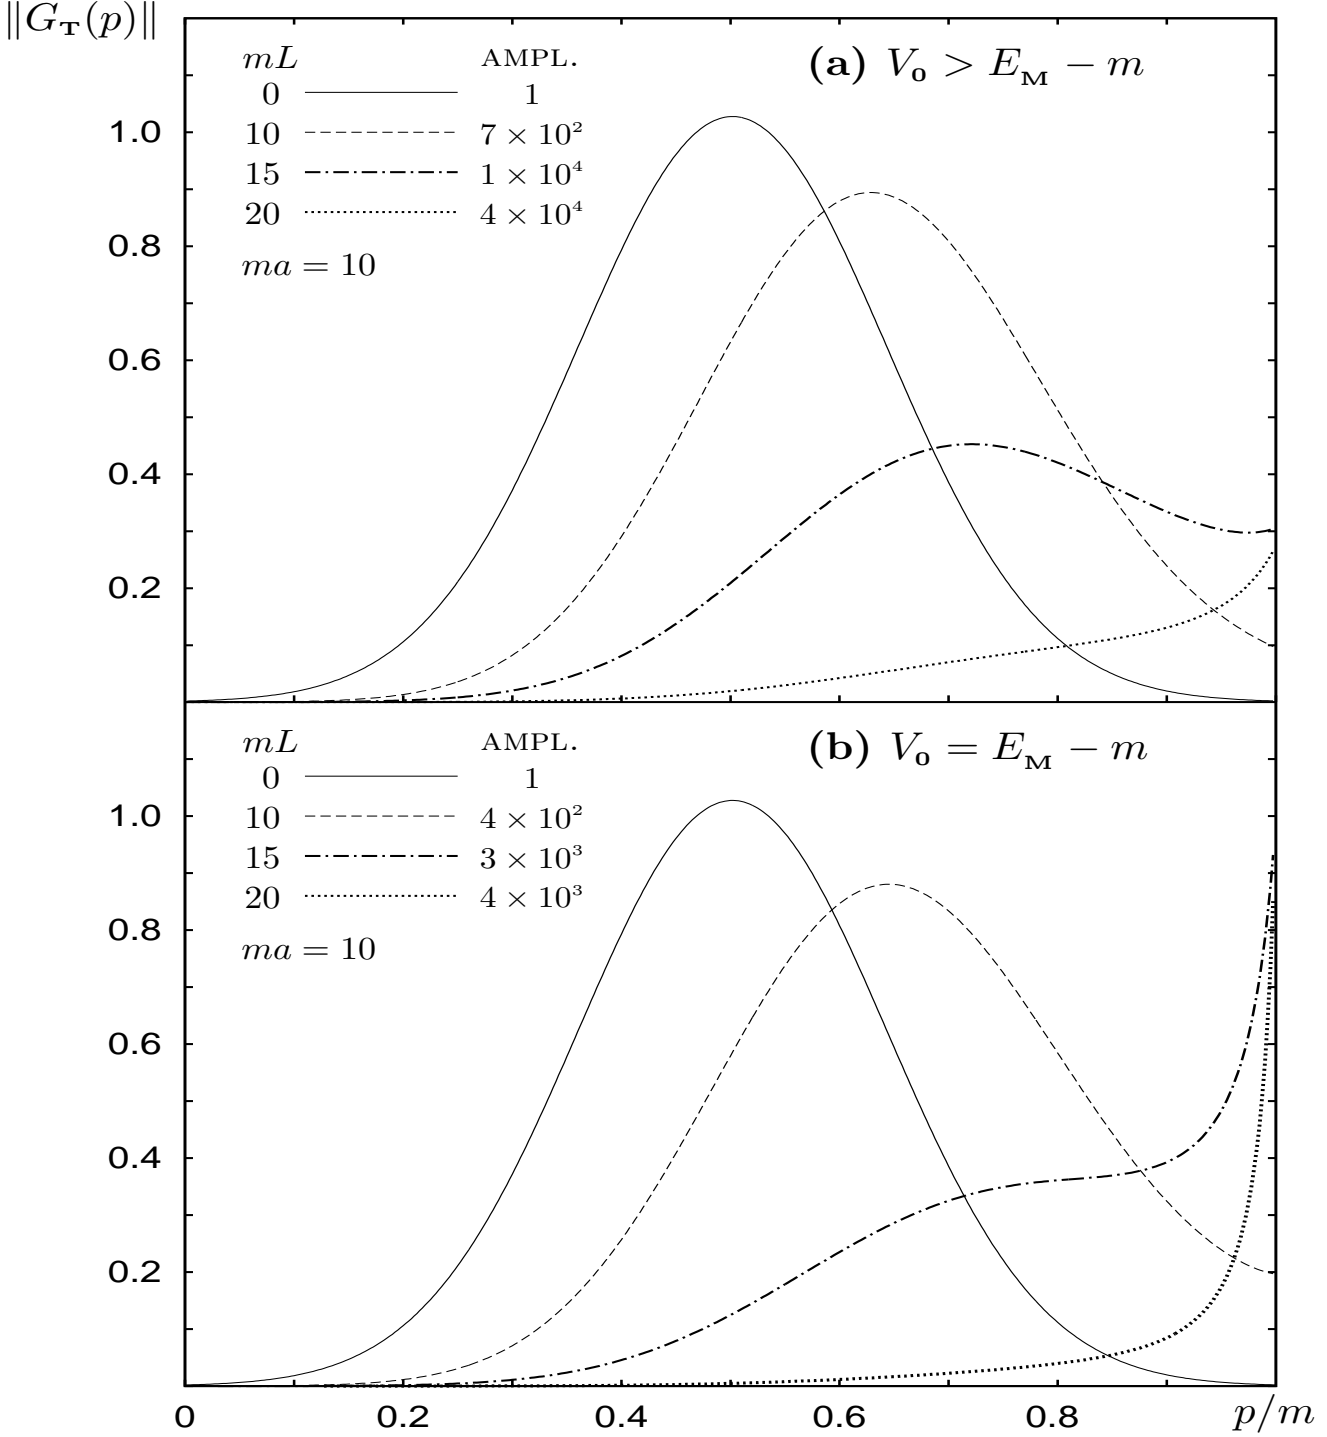 ‖G_T(p)‖
mL AMPL.
0 1
10 7 × 10²
15 1 × 10⁴
20 4 × 10⁴
ma = 10
(a) V₀ > E_M − m
1.0
0.8
0.6
0.4
0.2
mL AMPL.
0 1
10 4 × 10²
15 3 × 10³
20 4 × 10³
ma = 10
(b) V₀ = E_M − m
1.0
0.8
0.6
0.4
0.2
0 0.2 0.4 0.6 0.8 p/m